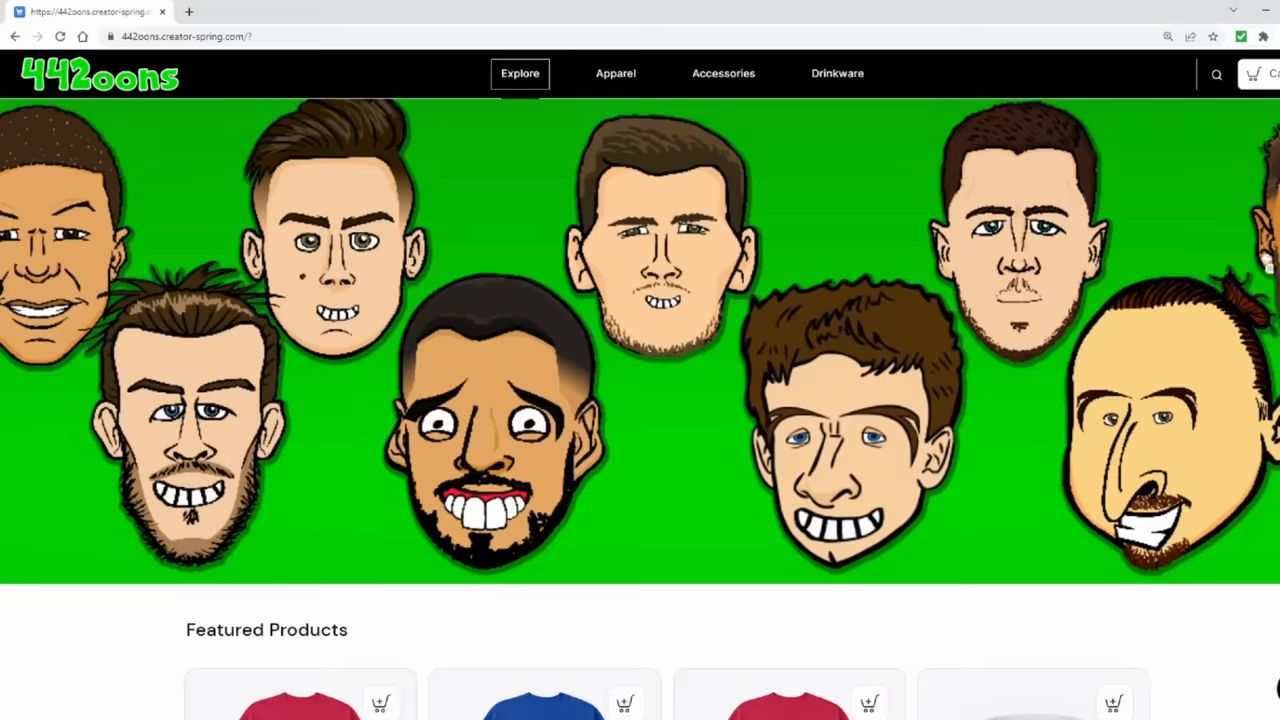 https://442oons.creator-spring.c
442oons.creator-spring.com/?
442oons
Explore
Apparel
Accessories
Drinkware
Featured Products